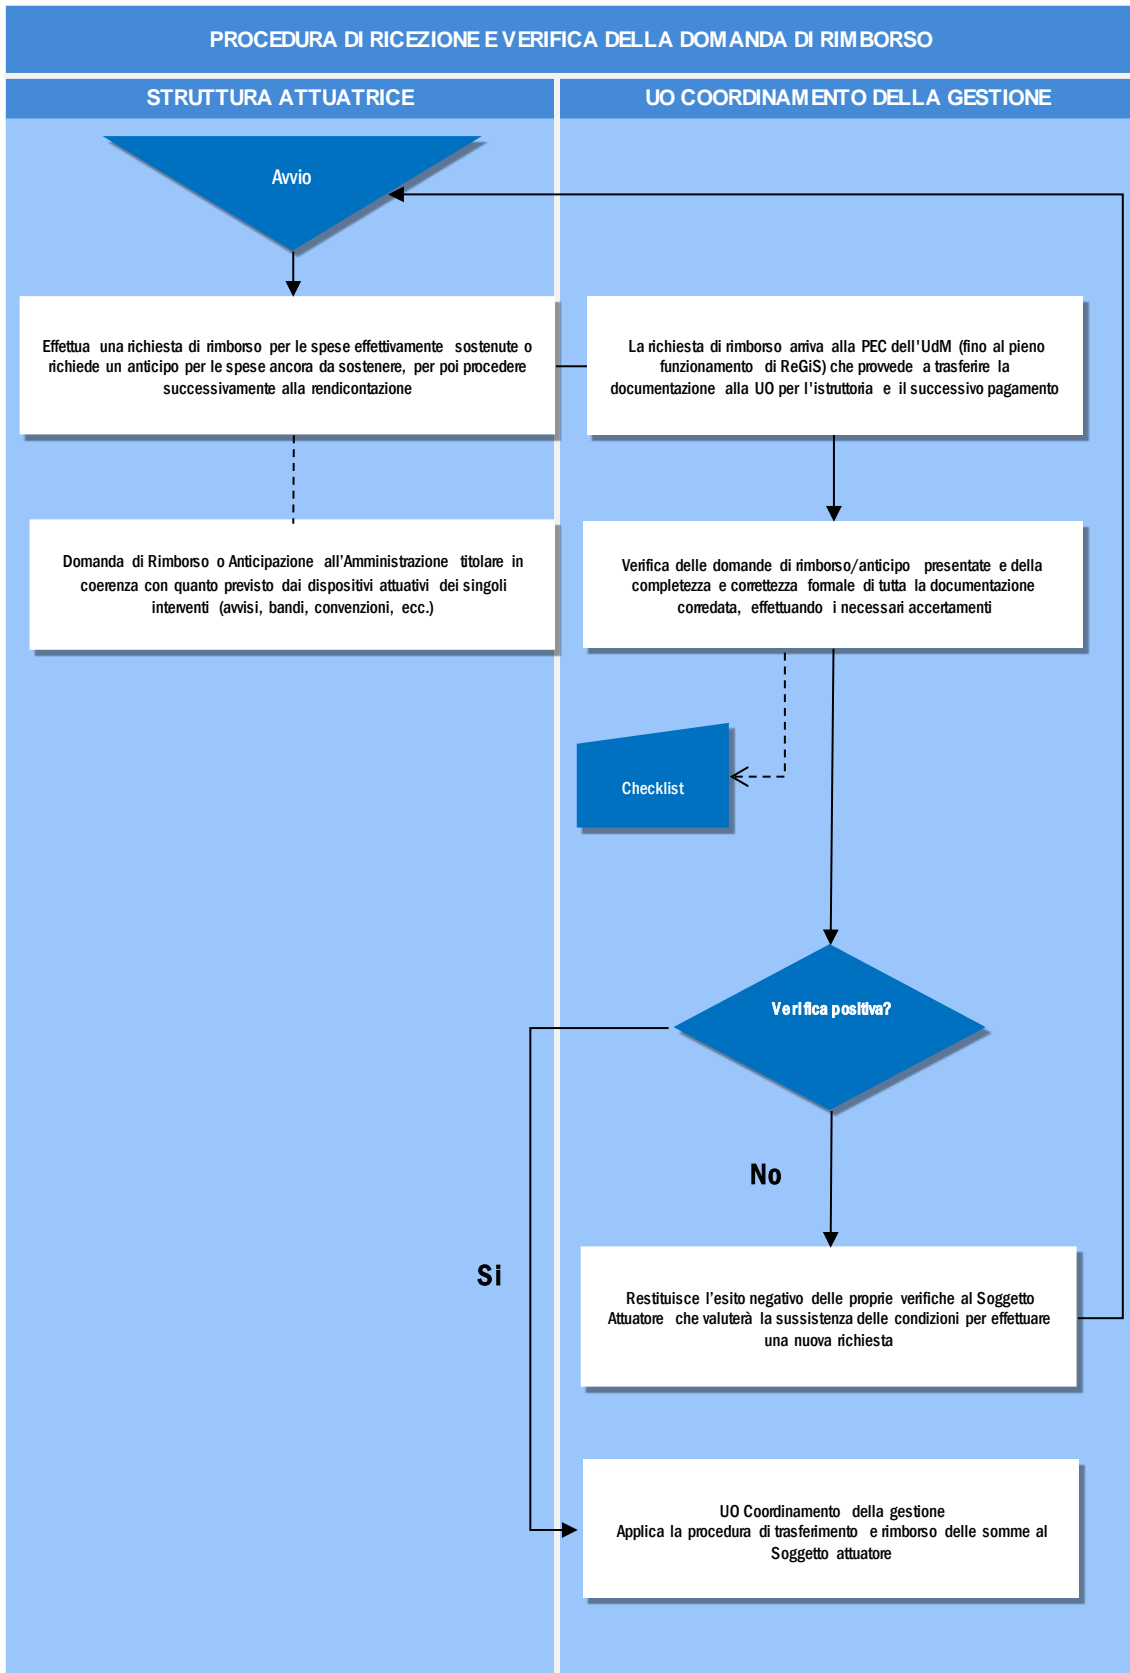 PROCEDURA DI RICEZIONE E VERIFICA DELLA DOMANDA DI RIMBORSO
STRUTTURA ATTUATRICE
UO COORDINAMENTO DELLA GESTIONE
Avvio
Effettua una richiesta di rimborso per le spese effettivamente sostenute o
richiede un anticipo per le spese ancora da sostenere, per poi procedere
successivamente alla rendicontazione
La richiesta di rimborso arriva alla PEC dell'UdM (fino al pieno
funzionamento di ReGiS) che provvede a trasferire la
documentazione alla UO per l'istruttoria e il successivo pagamento
Domanda di Rimborso o Anticipazione all’Amministrazione titolare in
coerenza con quanto previsto dai dispositivi attuativi dei singoli
interventi (avvisi, bandi, convenzioni, ecc.)
Verifica delle domande di rimborso/anticipo presentate e della
completezza e correttezza formale di tutta la documentazione
corredata, effettuando i necessari accertamenti
Checklist
Verifica positiva?
No
Si
Restituisce l’esito negativo delle proprie verifiche al Soggetto
Attuatore che valuterà la sussistenza delle condizioni per effettuare
una nuova richiesta
UO Coordinamento della gestione
Applica la procedura di trasferimento e rimborso delle somme al
Soggetto attuatore